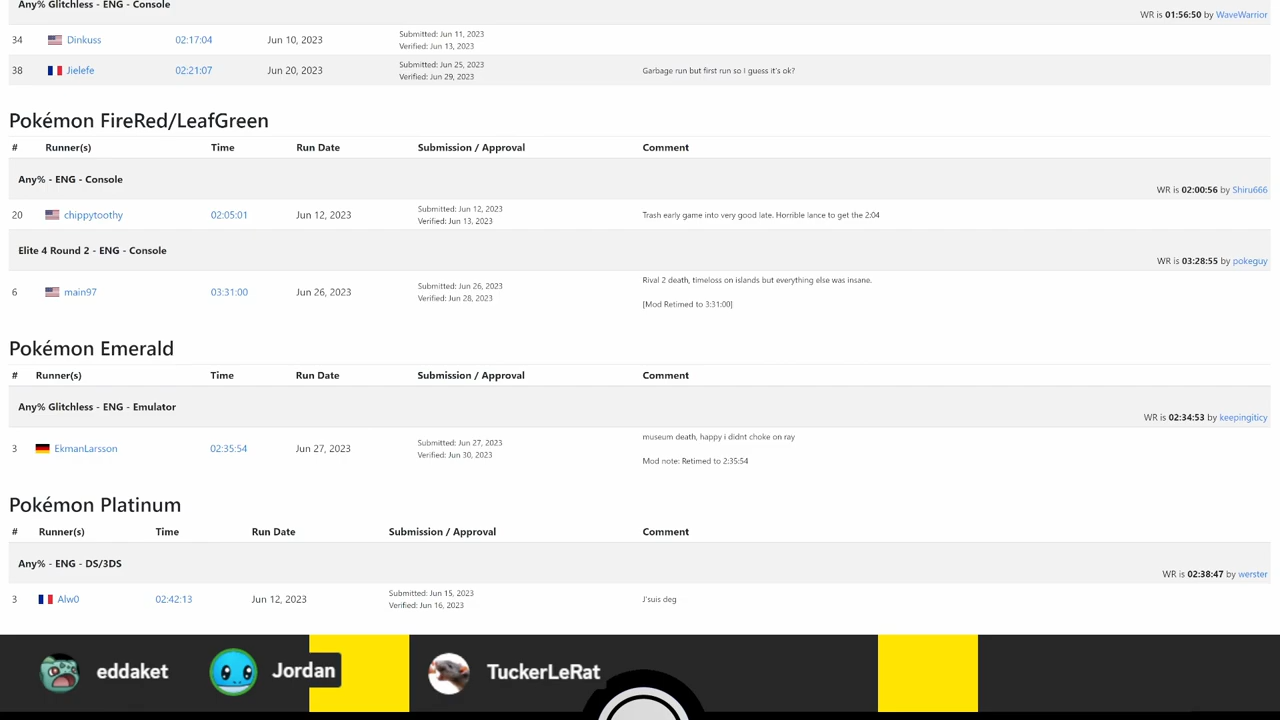 Any% Glitchless - ENG - Console
WR is 01:56:50 by WaveWarrior
34 Dinkuss 02:17:04 Jun 10, 2023 Submitted: Jun 11, 2023
Verified: Jun 13, 2023
38 Jielefe 02:21:07 Jun 20, 2023 Submitted: Jun 25, 2023
Verified: Jun 29, 2023
Garbage run but first run so I guess it's ok?
Pokémon FireRed/LeafGreen
# Runner(s) Time Run Date Submission / Approval Comment
Any% - ENG - Console
WR is 02:00:56 by Shiru666
20 chippytoothy 02:05:01 Jun 12, 2023 Submitted: Jun 12, 2023
Verified: Jun 13, 2023
Trash early game into very good late. Horrible lance to get the 2:04
Elite 4 Round 2 - ENG - Console
WR is 03:28:55 by pokeguy
6 main97 03:31:00 Jun 26, 2023 Submitted: Jun 26, 2023
Verified: Jun 28, 2023
Rival 2 death, timeloss on islands but everything else was insane.
[Mod Retimed to 3:31:00]
Pokémon Emerald
# Runner(s) Time Run Date Submission / Approval Comment
Any% Glitchless - ENG - Emulator
WR is 02:34:53 by keepingiticy
3 EkmanLarsson 02:35:54 Jun 27, 2023 Submitted: Jun 27, 2023
Verified: Jun 30, 2023
museum death, happy i didnt choke on ray
Mod note: Retimed to 2:35:54
Pokémon Platinum
# Runner(s) Time Run Date Submission / Approval Comment
Any% - ENG - DS/3DS
WR is 02:38:47 by werster
3 Alw0 02:42:13 Jun 12, 2023 Submitted: Jun 15, 2023
Verified: Jun 16, 2023
J'suis deg
eddaket Jordan TuckerLeRat